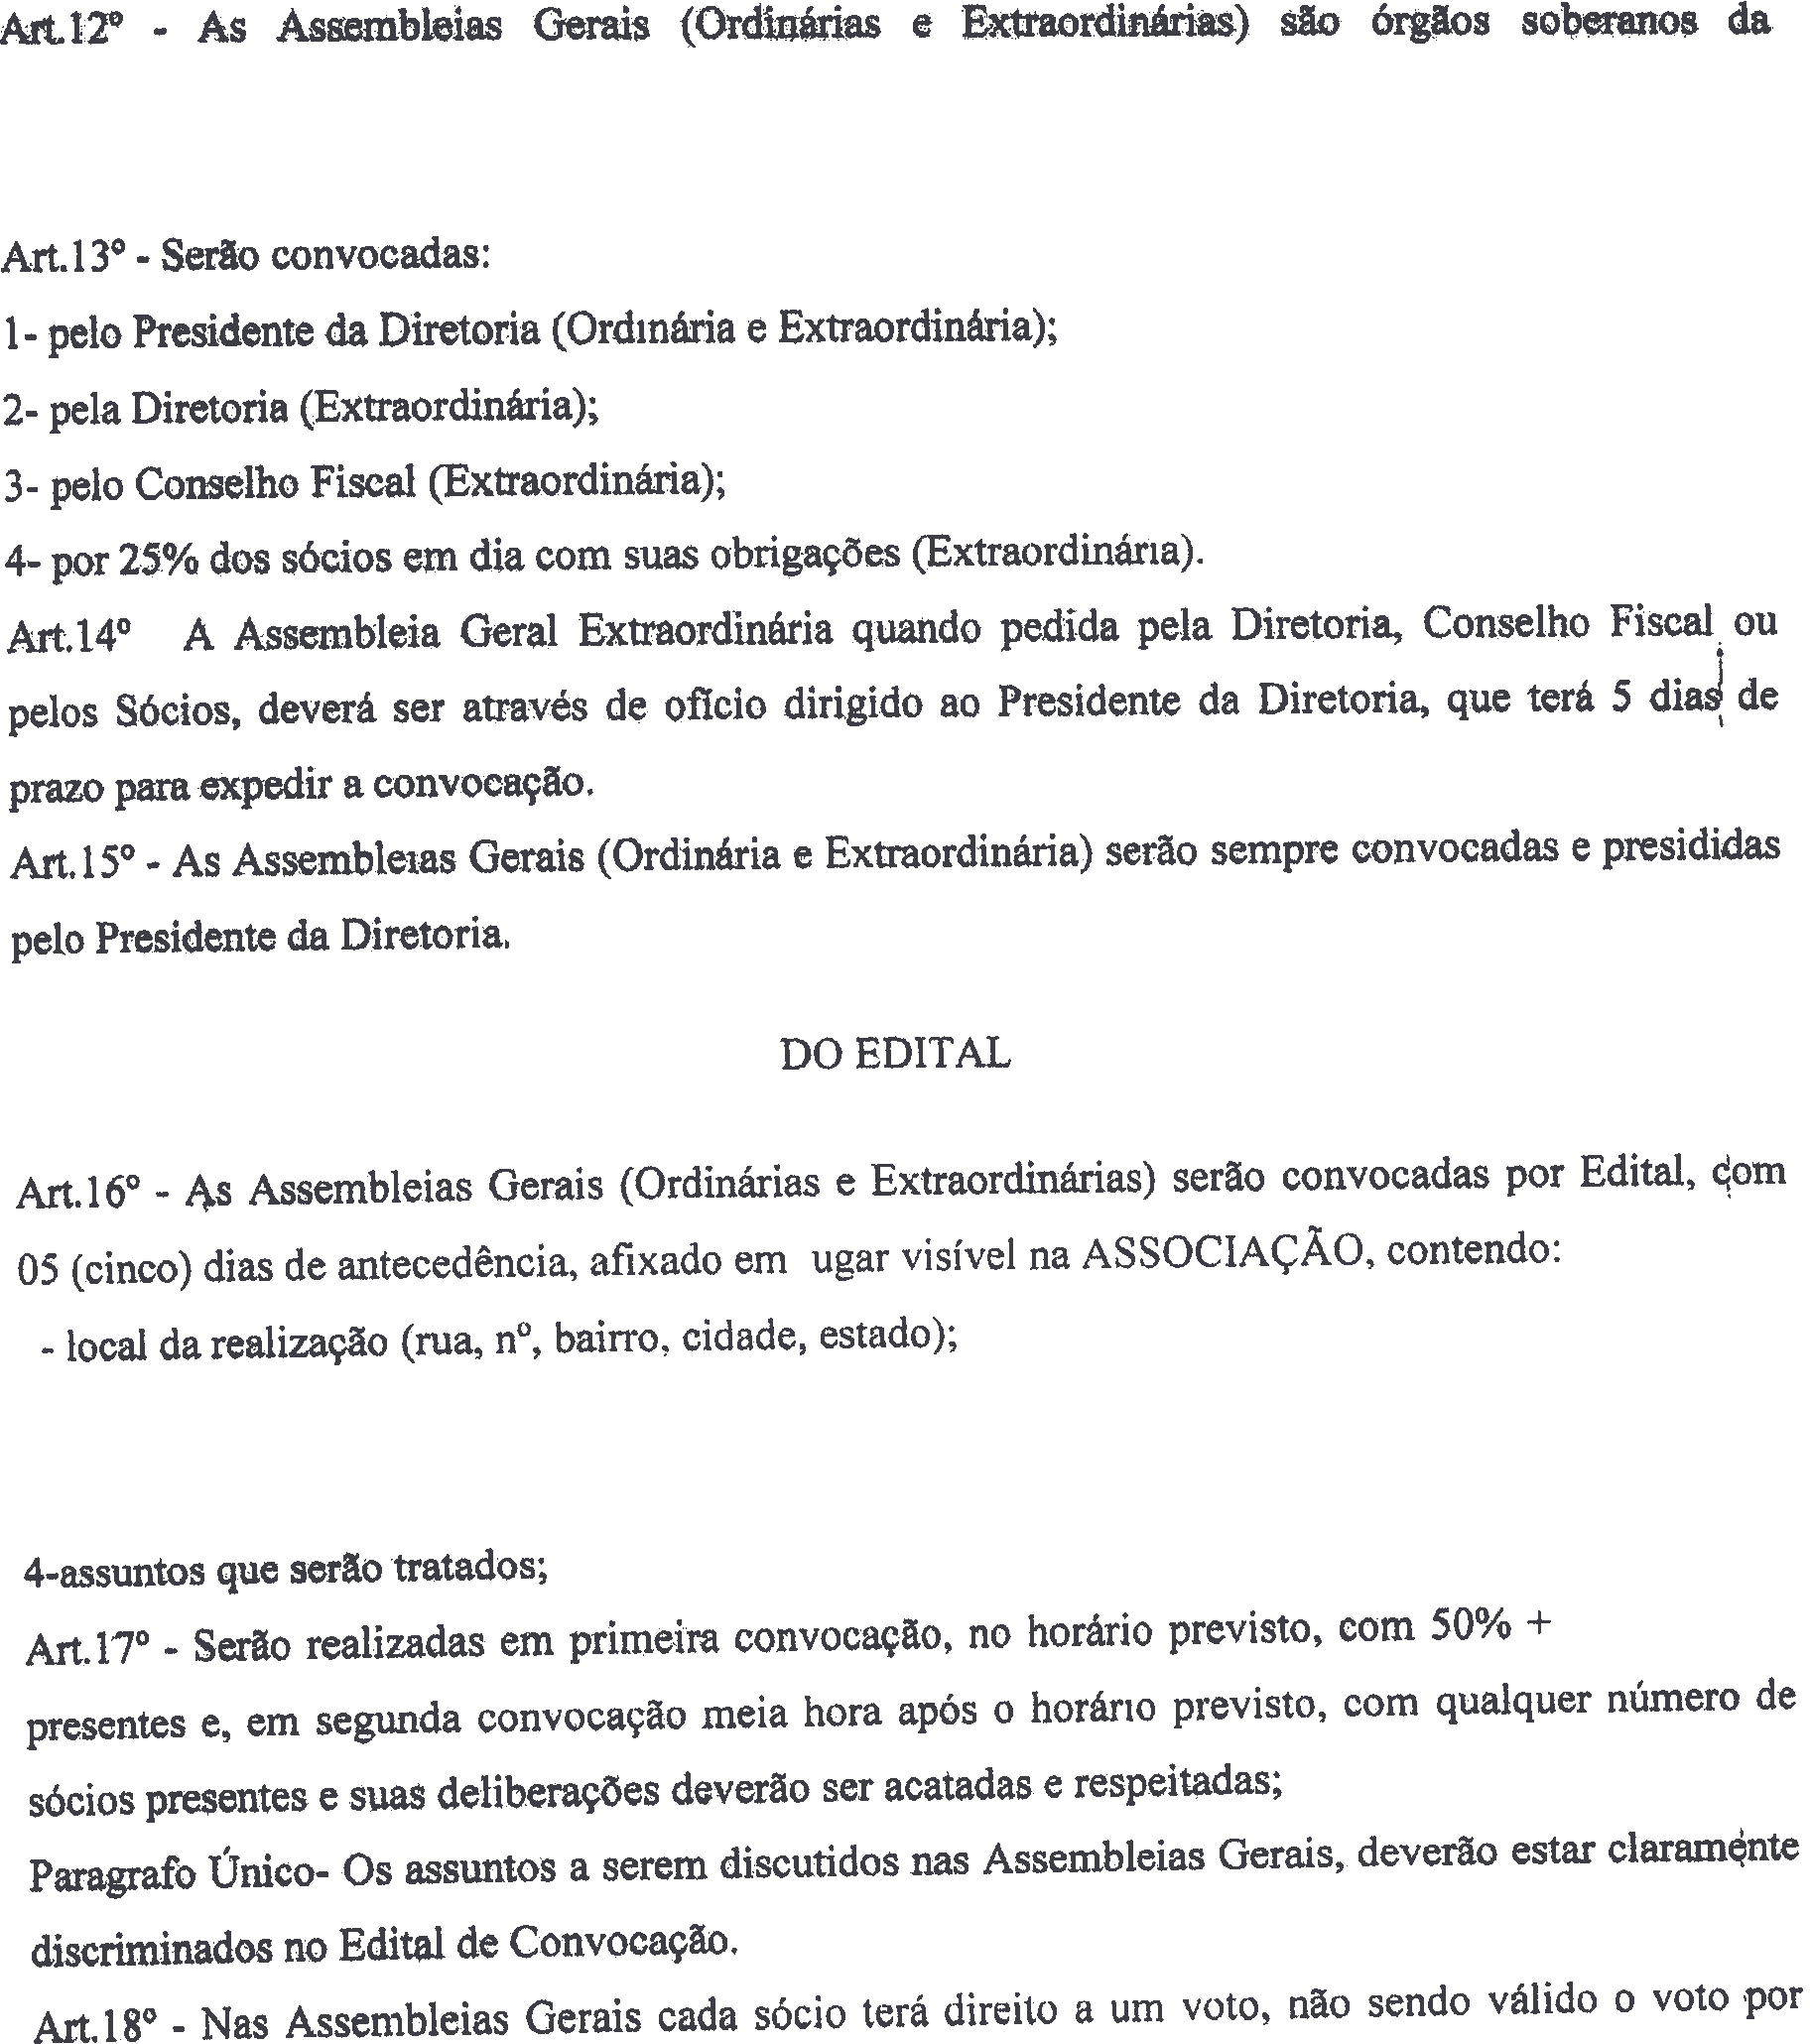 Art.12º - As Assembleias Gerais (Ordinárias e Extraordinárias) são órgãos soberanos da
Art.13º - Serão convocadas:
1- pelo Presidente da Diretoria (Ordinária e Extraordinária);
2- pela Diretoria (Extraordinária);
3- pelo Conselho Fiscal (Extraordinária);
4- por 25% dos sócios em dia com suas obrigações (Extraordinária).
Art.14º A Assembleia Geral Extraordinária quando pedida pela Diretoria, Conselho Fiscal ou
pelos Sócios, deverá ser através de ofício dirigido ao Presidente da Diretoria, que terá 5 dias de
prazo para expedir a convocação.
Art.15º - As Assembleias Gerais (Ordinária e Extraordinária) serão sempre convocadas e presididas
pelo Presidente da Diretoria.
DO EDITAL
Art.16º - As Assembleias Gerais (Ordinárias e Extraordinárias) serão convocadas por Edital, com
05 (cinco) dias de antecedência, afixado em ugar visível na ASSOCIAÇÃO, contendo:
- local da realização (rua, nº, bairro, cidade, estado);
4-assuntos que serão tratados;
Art.17º - Serão realizadas em primeira convocação, no horário previsto, com 50% +
presentes e, em segunda convocação meia hora após o horário previsto, com qualquer número de
sócios presentes e suas deliberações deverão ser acatadas e respeitadas;
Paragrafo Único- Os assuntos a serem discutidos nas Assembleias Gerais, deverão estar claramente
discriminados no Edital de Convocação.
Art.18º - Nas Assembleias Gerais cada sócio terá direito a um voto, não sendo válido o voto por